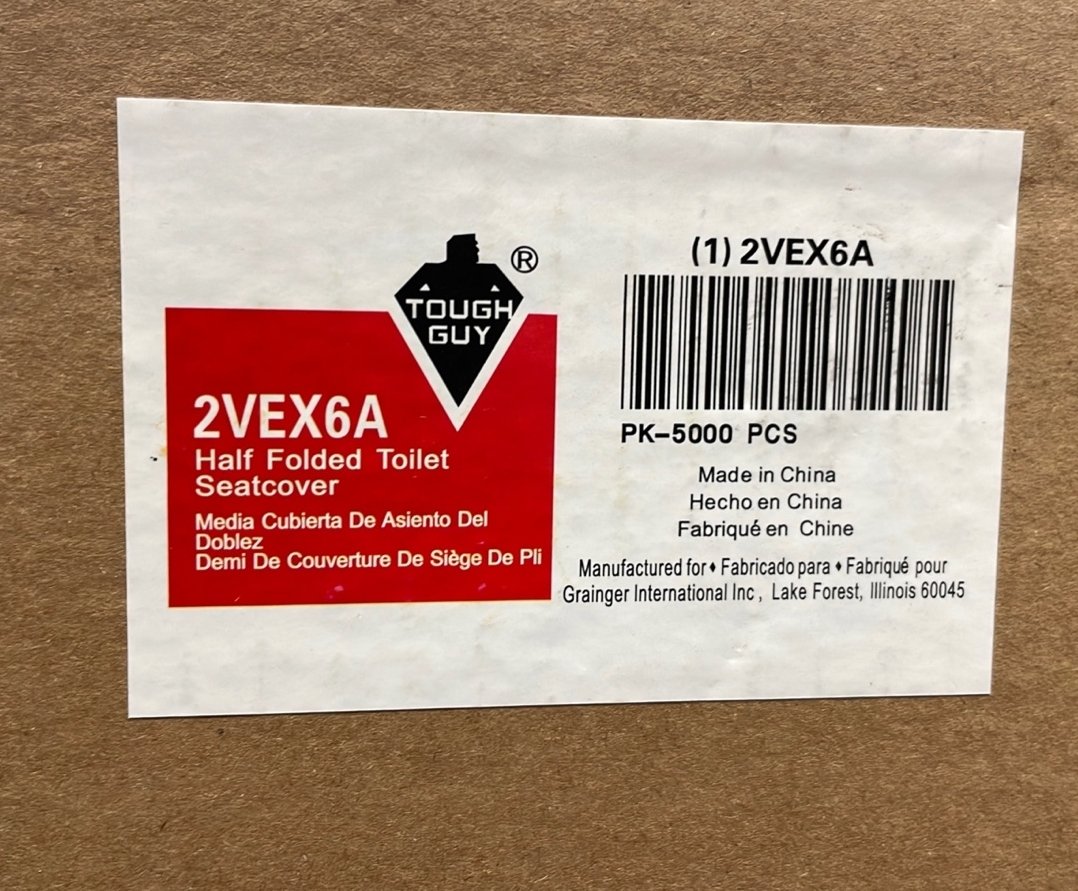 TOUGH
GUY
®
2VEX6A
Half Folded Toilet
Seatcover
Media Cubierta De Asiento Del
Doblez
Demi De Couverture De Siège De Pli
(1) 2VEX6A
PK-5000 PCS
Made in China
Hecho en China
Fabriqué en Chine
Manufactured for ♦ Fabricado para ♦ Fabriqué pour
Grainger International Inc , Lake Forest, Illinois 60045